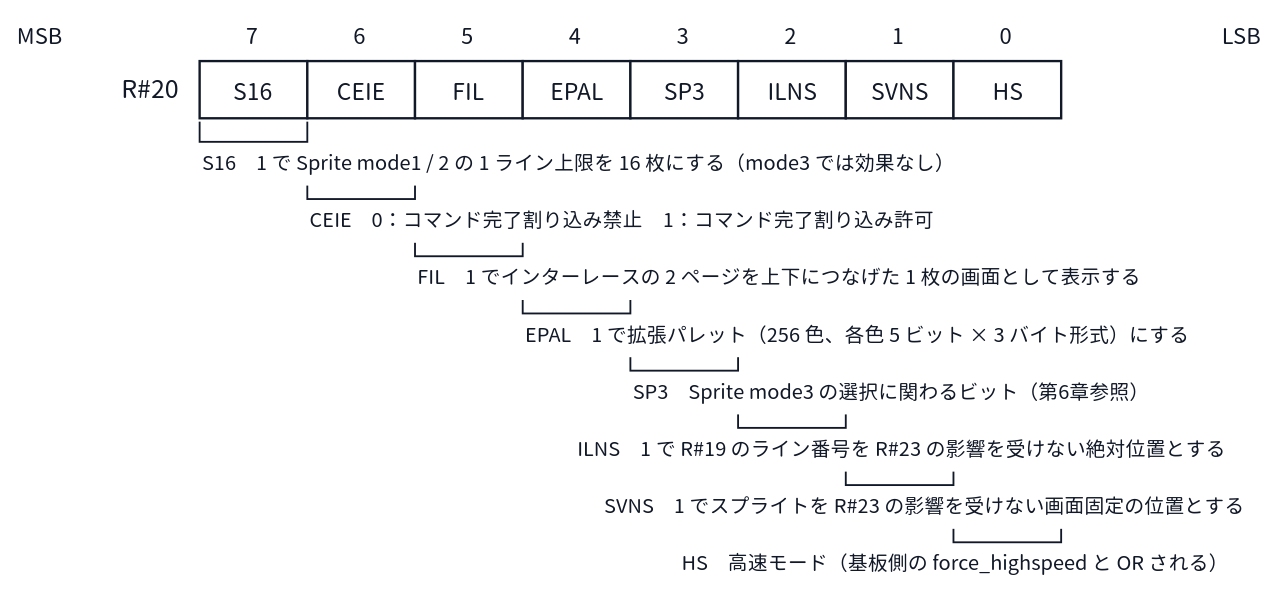 MSB 7 6 5 4 3 2 1 0 LSB
R#20 S16 CEIE FIL EPAL SP3 ILNS SVNS HS
S16 1 で Sprite mode1 / 2 の 1 ライン上限を 16 枚にする（mode3 では効果なし）
CEIE 0：コマンド完了割り込み禁止 1：コマンド完了割り込み許可
FIL 1 でインターレースの 2 ページを上下につなげた 1 枚の画面として表示する
EPAL 1 で拡張パレット（256 色、各色 5 ビット × 3 バイト形式）にする
SP3 Sprite mode3 の選択に関わるビット（第6章参照）
ILNS 1 で R#19 のライン番号を R#23 の影響を受けない絶対位置とする
SVNS 1 でスプライトを R#23 の影響を受けない画面固定の位置とする
HS 高速モード（基板側の force_highspeed と OR される）